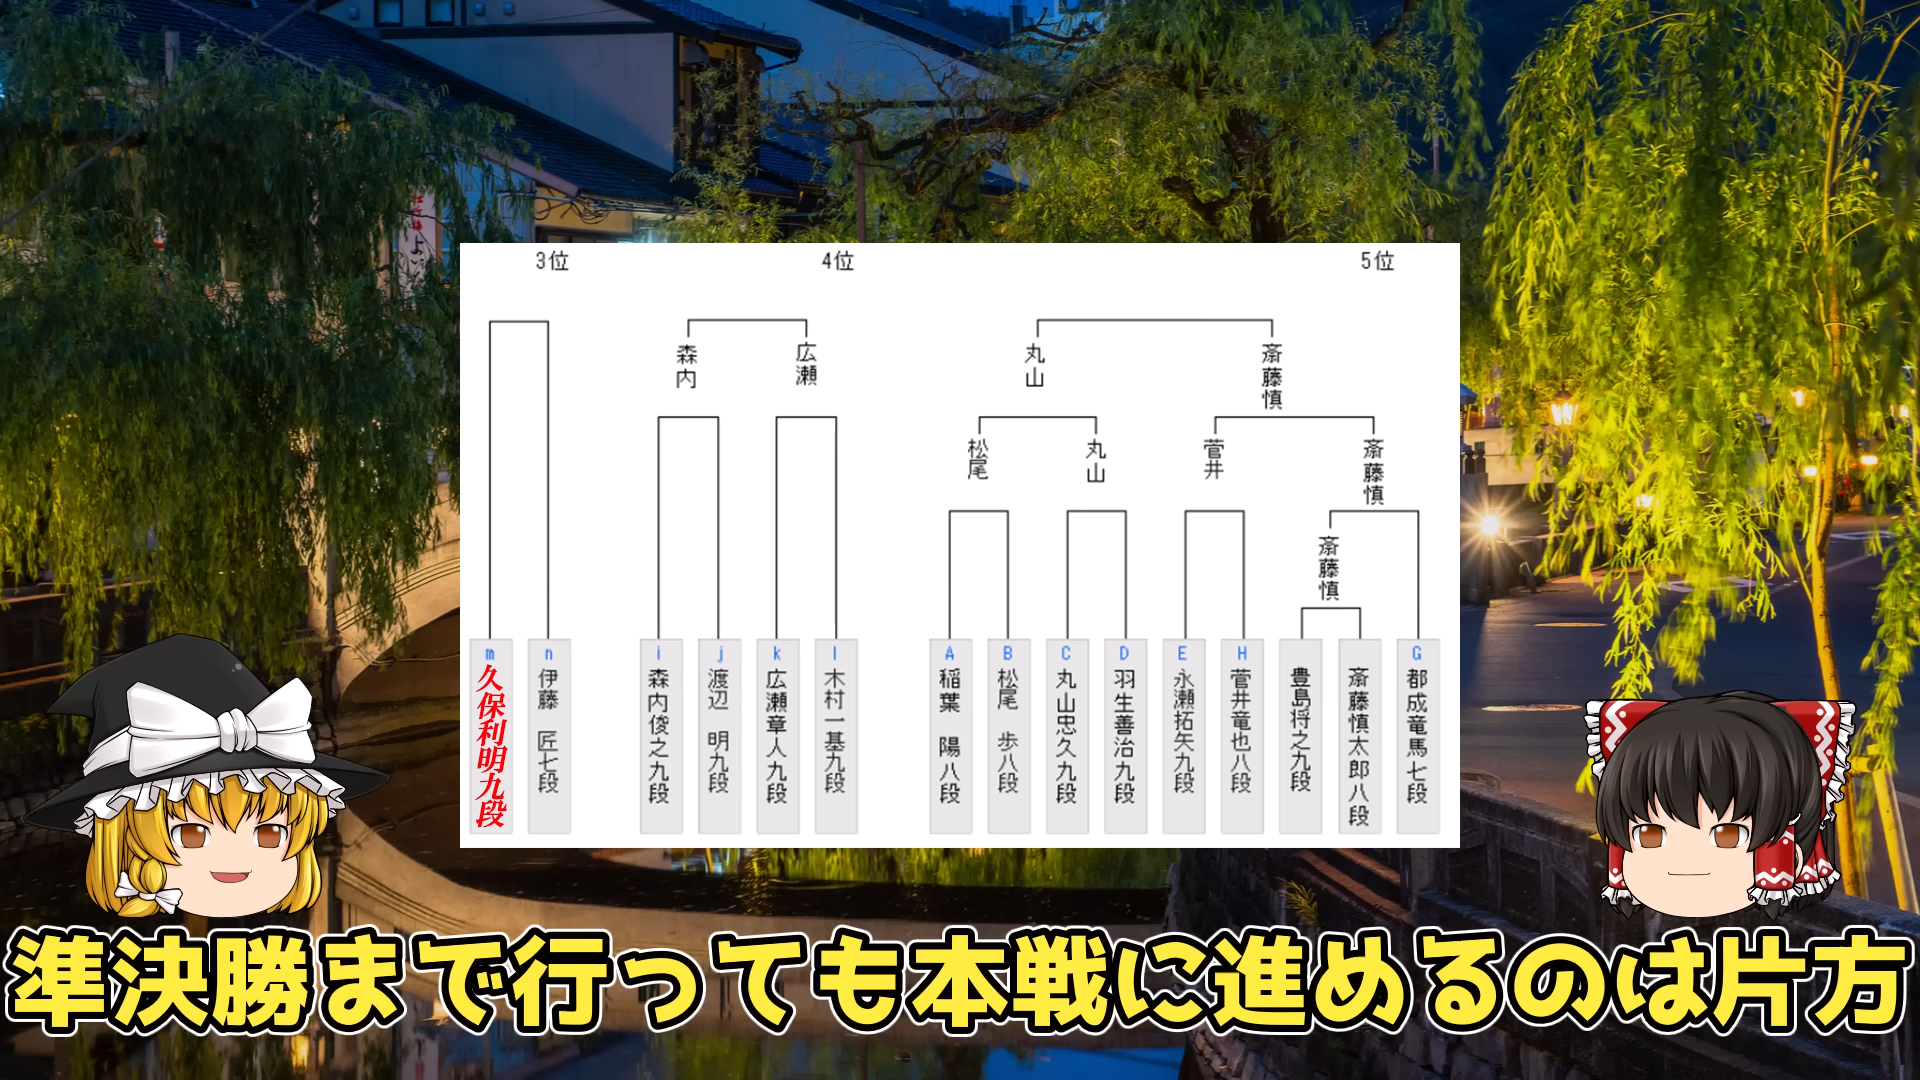 3位
4位
5位
森内
広瀬
丸山
斎藤慎
松尾
丸山
菅井
斎藤慎
斎藤慎
m
久保利明九段
n
伊藤 匠七段
i
森内俊之九段
j
渡辺 明九段
k
広瀬章人九段
l
木村一基九段
A
稲葉 陽八段
B
松尾 歩八段
C
丸山忠久九段
D
羽生善治九段
E
永瀬拓矢九段
H
菅井竜也八段
豊島将之九段
斎藤慎太郎八段
G
都成竜馬七段
準決勝まで行っても本戦に進めるのは片方